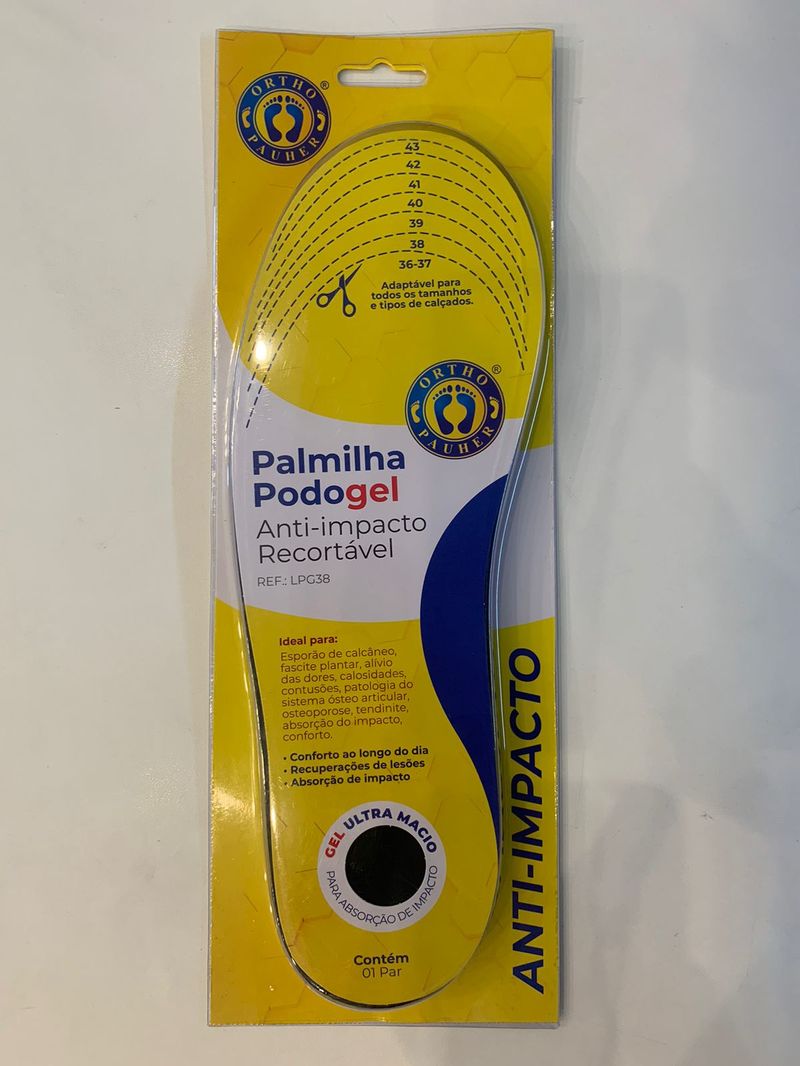 ORTHO PAUHER ®
43
42
41
40
39
38
36-37
Adaptável para
todos os tamanhos
e tipos de calçados.
ORTHO PAUHER ®
Palmilha
Podogel
Anti-impacto
Recortável
REF.: LPG38
Ideal para:
Esporão de calcâneo,
fascite plantar, alívio
das dores, calosidades,
contusões, patologia do
sistema ósteo articular,
osteoporose, tendinite,
absorção do impacto,
conforto.
• Conforto ao longo do dia
• Recuperações de lesões
• Absorção de impacto
GEL ULTRA MACIO
PARA ABSORÇÃO DE IMPACTO
Contém
01 Par
ANTI-IMPACTO